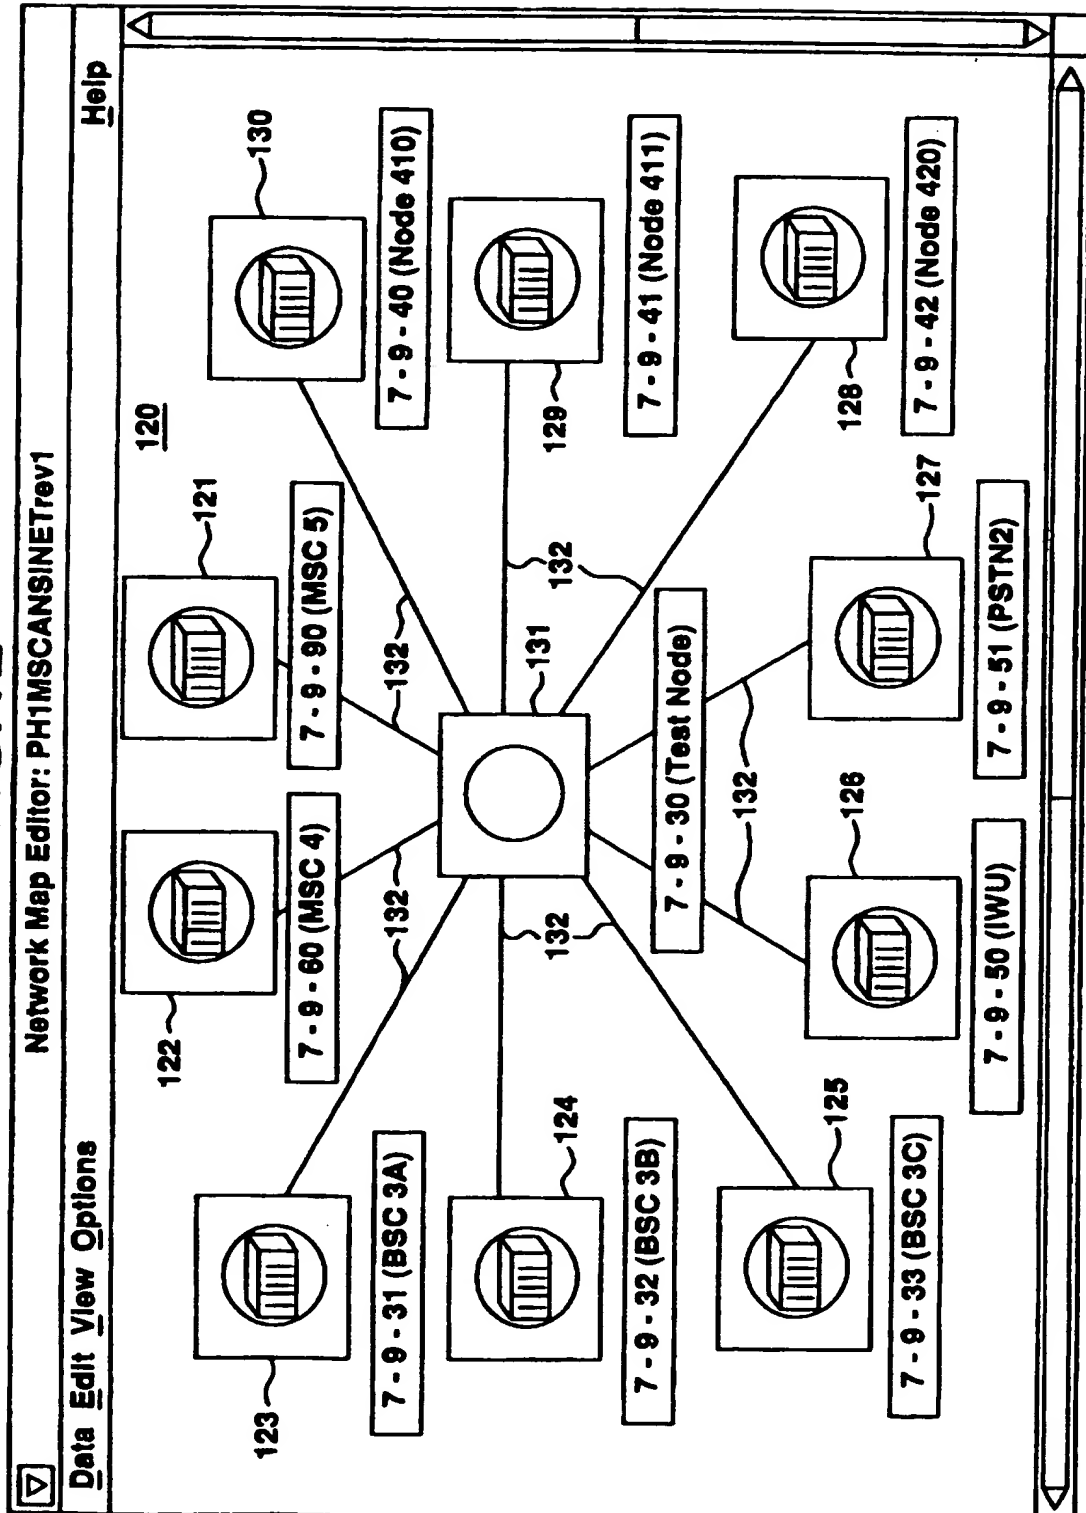 Network Map Editor: PH1MSCANSINETrev1
Data Edit View Options Help
120
122
121
7 - 9 - 60 (MSC 4)
7 - 9 - 90 (MSC 5)
123
130
132
132
132
7 - 9 - 31 (BSC 3A)
7 - 9 - 40 (Node 410)
131
124
129
132
132
7 - 9 - 32 (BSC 3B)
7 - 9 - 41 (Node 411)
7 - 9 - 30 (Test Node)
132
132
125
128
126
127
7 - 9 - 33 (BSC 3C)
7 - 9 - 42 (Node 420)
7 - 9 - 50 (IWU)
7 - 9 - 51 (PSTN2)